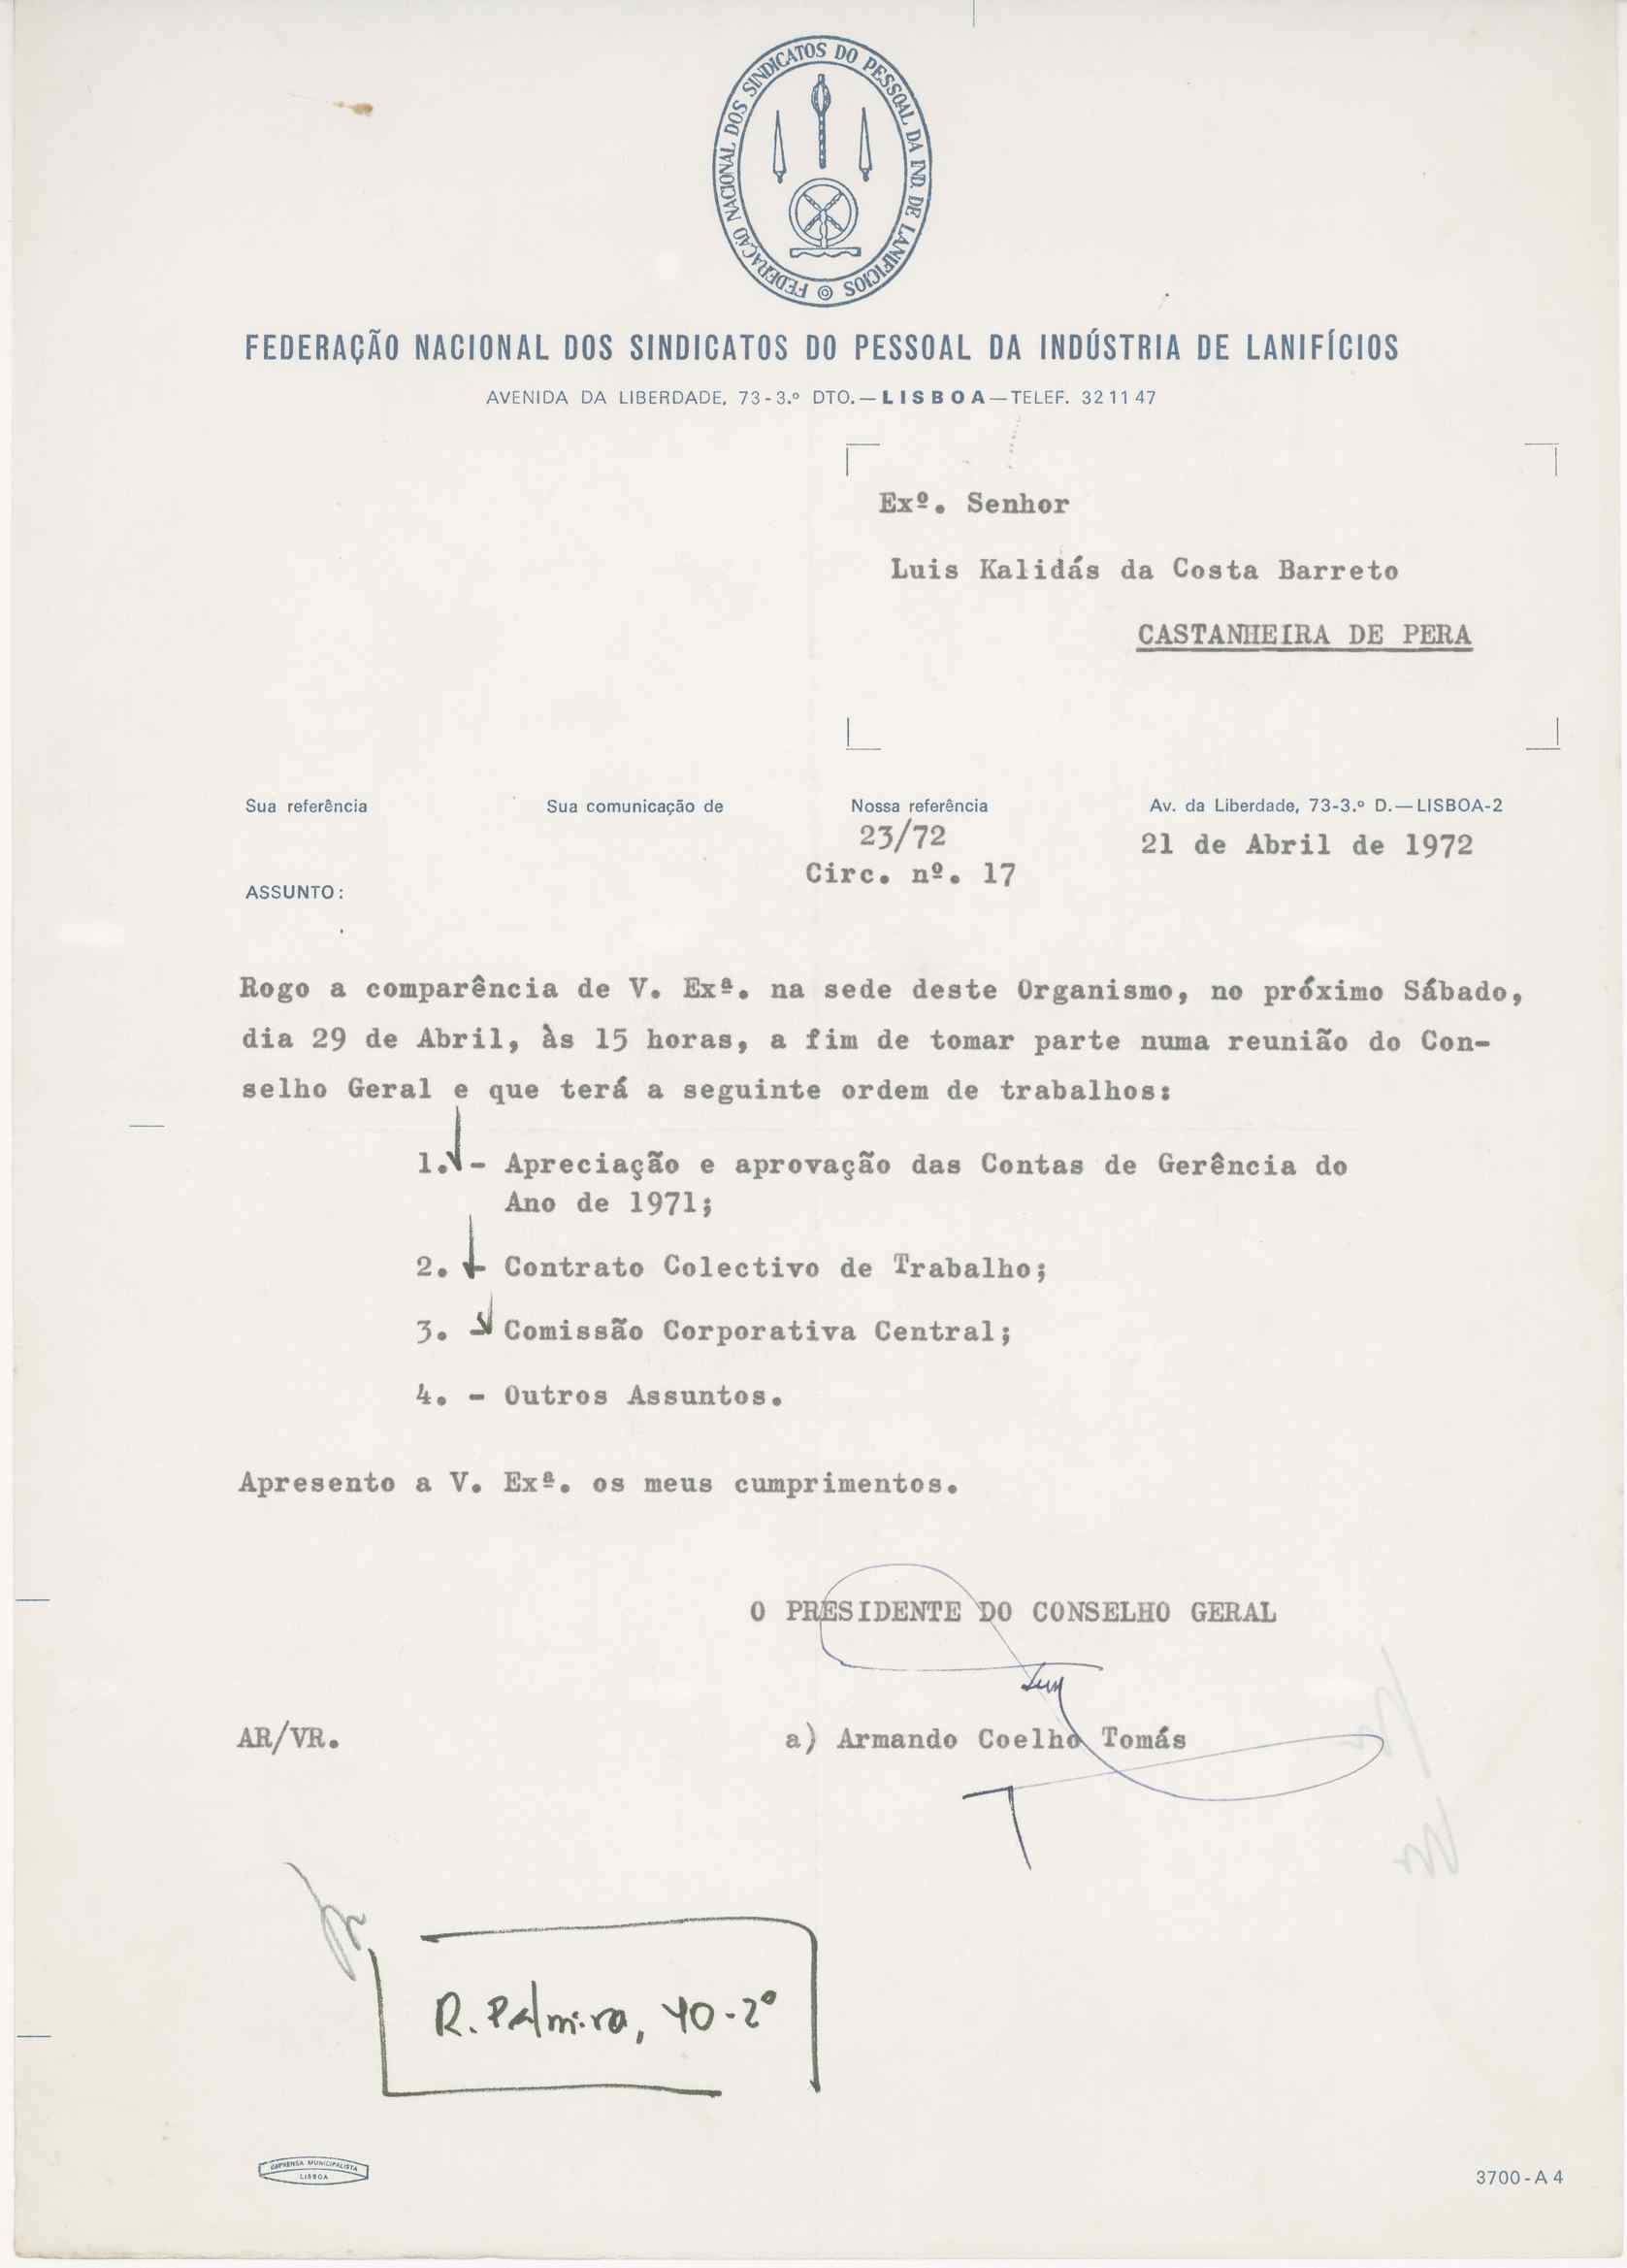 FEDERAÇÃO NACIONAL DOS SINDICATOS DO PESSOAL DA IND. DE LANIFICIOS
FEDERAÇÃO NACIONAL DOS SINDICATOS DO PESSOAL DA INDÚSTRIA DE LANIFÍCIOS
AVENIDA DA LIBERDADE, 73-3.º DTO.—LISBOA—TELEF. 32 11 47
Exº. Senhor
Luis Kalidás da Costa Barreto
CASTANHEIRA DE PERA
Sua referência Sua comunicação de Nossa referência Av. da Liberdade, 73-3.º D.—LISBOA-2
23/72 21 de Abril de 1972
Circ. nº. 17
ASSUNTO:
Rogo a comparência de V. Exª. na sede deste Organismo, no próximo Sábado,
dia 29 de Abril, às 15 horas, a fim de tomar parte numa reunião do Con-
selho Geral e que terá a seguinte ordem de trabalhos:
1. - Apreciação e aprovação das Contas de Gerência do
Ano de 1971;
2. - Contrato Colectivo de Trabalho;
3. - Comissão Corporativa Central;
4. - Outros Assuntos.
Apresento a V. Exª. os meus cumprimentos.
O PRESIDENTE DO CONSELHO GERAL
AR/VR. a) Armando Coelho Tomás
R. Palmira, 40-2º
IMPRENSA MUNICIPALISTA
LISBOA
3700-A4